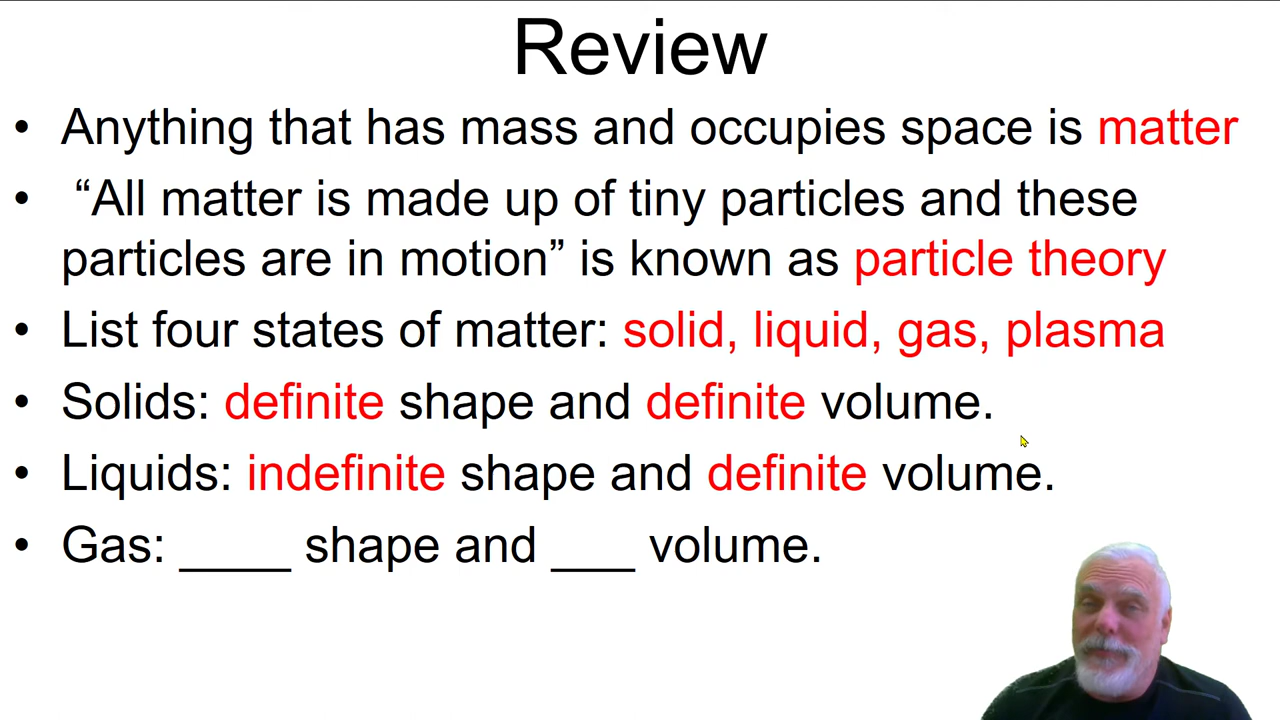 Review
• Anything that has mass and occupies space is matter
• “All matter is made up of tiny particles and these
particles are in motion” is known as particle theory
• List four states of matter: solid, liquid, gas, plasma
• Solids: definite shape and definite volume.
• Liquids: indefinite shape and definite volume.
• Gas: ____ shape and ___ volume.